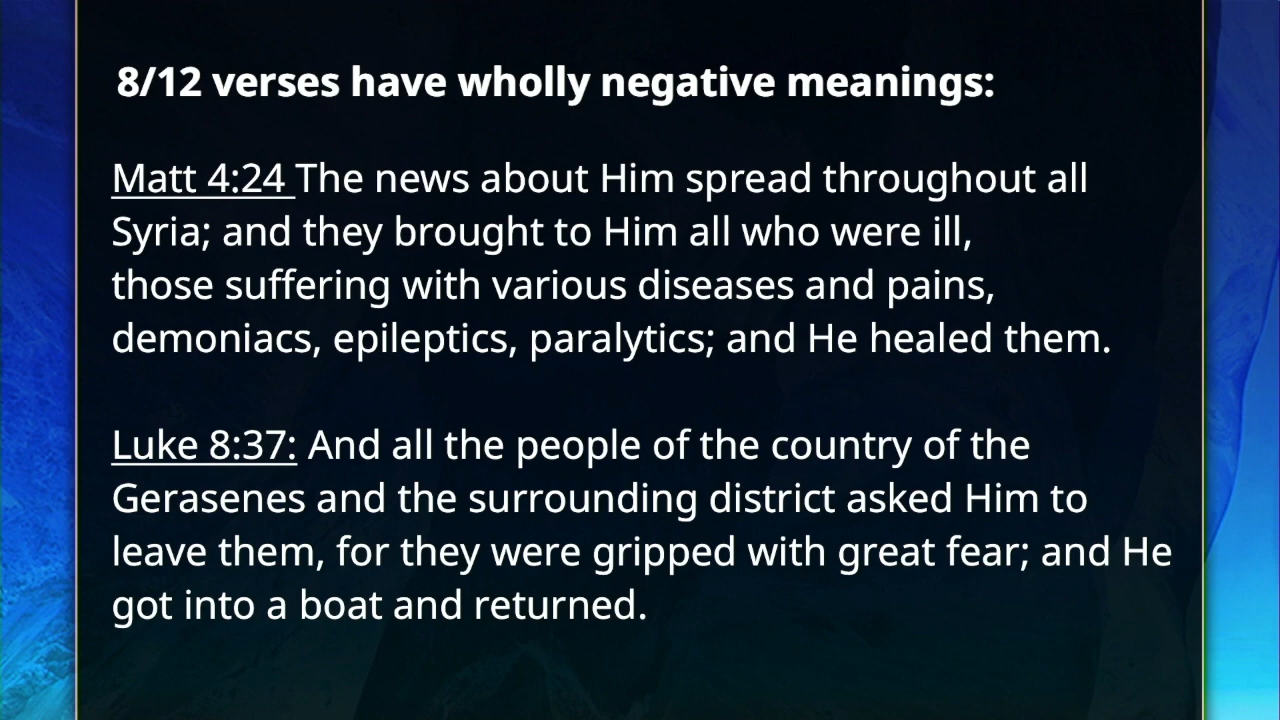 8/12 verses have wholly negative meanings:
Matt 4:24 The news about Him spread throughout all
Syria; and they brought to Him all who were ill,
those suffering with various diseases and pains,
demoniacs, epileptics, paralytics; and He healed them.
Luke 8:37: And all the people of the country of the
Gerasenes and the surrounding district asked Him to
leave them, for they were gripped with great fear; and He
got into a boat and returned.